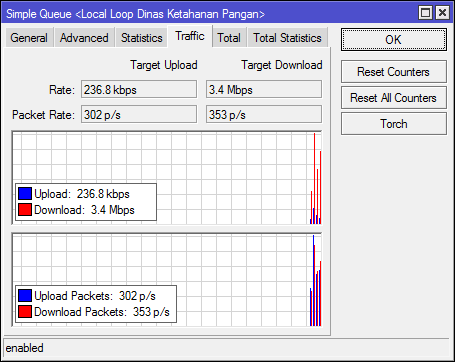 Simple Queue <Local Loop Dinas Ketahanan Pangan>
General Advanced Statistics Traffic Total Total Statistics
OK
Reset Counters
Reset All Counters
Torch
Target Upload Target Download
Rate: 236.8 kbps 3.4 Mbps
Packet Rate: 302 p/s 353 p/s
Upload: 236.8 kbps
Download: 3.4 Mbps
Upload Packets: 302 p/s
Download Packets: 353 p/s
enabled